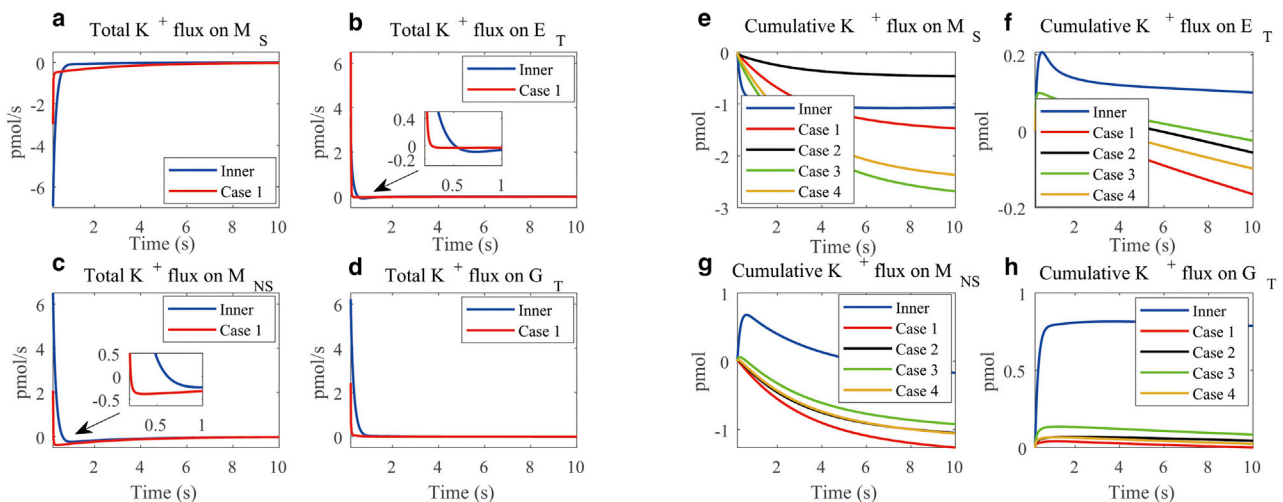 a
Total K + flux on M S
0
-2
-4
-6
pmol/s
Inner
Case 1
2 4 6 8 10
Time (s)
b
Total K + flux on E T
6
4
2
0
pmol/s
Inner
Case 1
0.4
0
-0.2
0.5 1
2 4 6 8 10
Time (s)
c
Total K + flux on M NS
6
4
2
0
pmol/s
Inner
Case 1
0.5
0
-0.5
0.5 1
2 4 6 8 10
Time (s)
d
Total K + flux on G T
6
4
2
0
pmol/s
Inner
Case 1
2 4 6 8 10
Time (s)
e
Cumulative K + flux on M S
0
-1
-2
-3
pmol
Inner
Case 1
Case 2
Case 3
Case 4
2 4 6 8 10
Time (s)
f
Cumulative K + flux on E T
0.2
0
-0.2
pmol
Inner
Case 1
Case 2
Case 3
Case 4
2 4 6 8 10
Time (s)
g
Cumulative K + flux on M NS
1
0
-1
pmol
Inner
Case 1
Case 2
Case 3
Case 4
2 4 6 8 10
Time (s)
h
Cumulative K + flux on G T
1
0.5
0
pmol
Inner
Case 1
Case 2
Case 3
Case 4
2 4 6 8 10
Time (s)